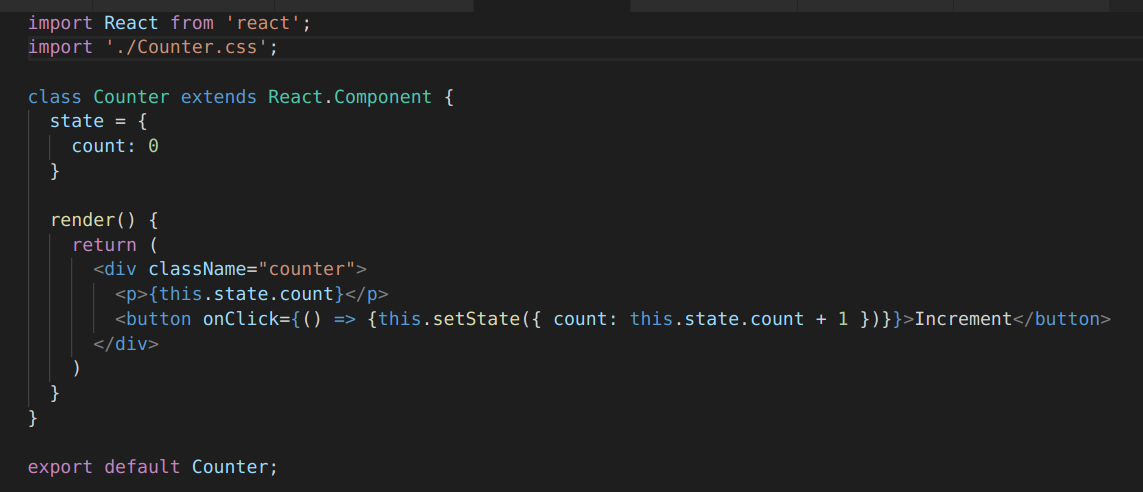 import React from 'react';
import './Counter.css';
class Counter extends React.Component {
state = {
count: 0
}
render() {
return (
<div className="counter">
<p>{this.state.count}</p>
<button onClick={() => {this.setState({ count: this.state.count + 1 })}}>Increment</button>
</div>
)
}
}
export default Counter;